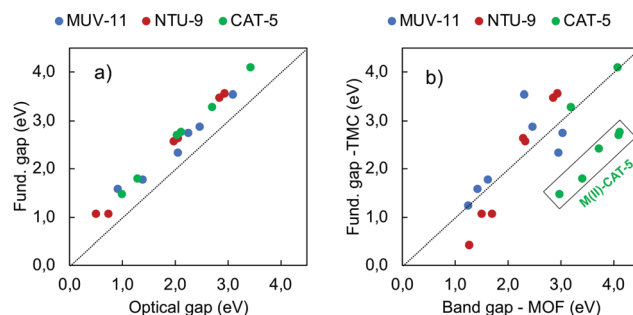 MUV-11 NTU-9 CAT-5
MUV-11 NTU-9 CAT-5
a)
Fund. gap (eV)
4,0
3,0
2,0
1,0
0,0
0,0 1,0 2,0 3,0 4,0
Optical gap (eV)
b)
Fund. gap -TMC (eV)
4,0
3,0
2,0
1,0
0,0
M(II)-CAT-5
0,0 1,0 2,0 3,0 4,0
Band gap - MOF (eV)